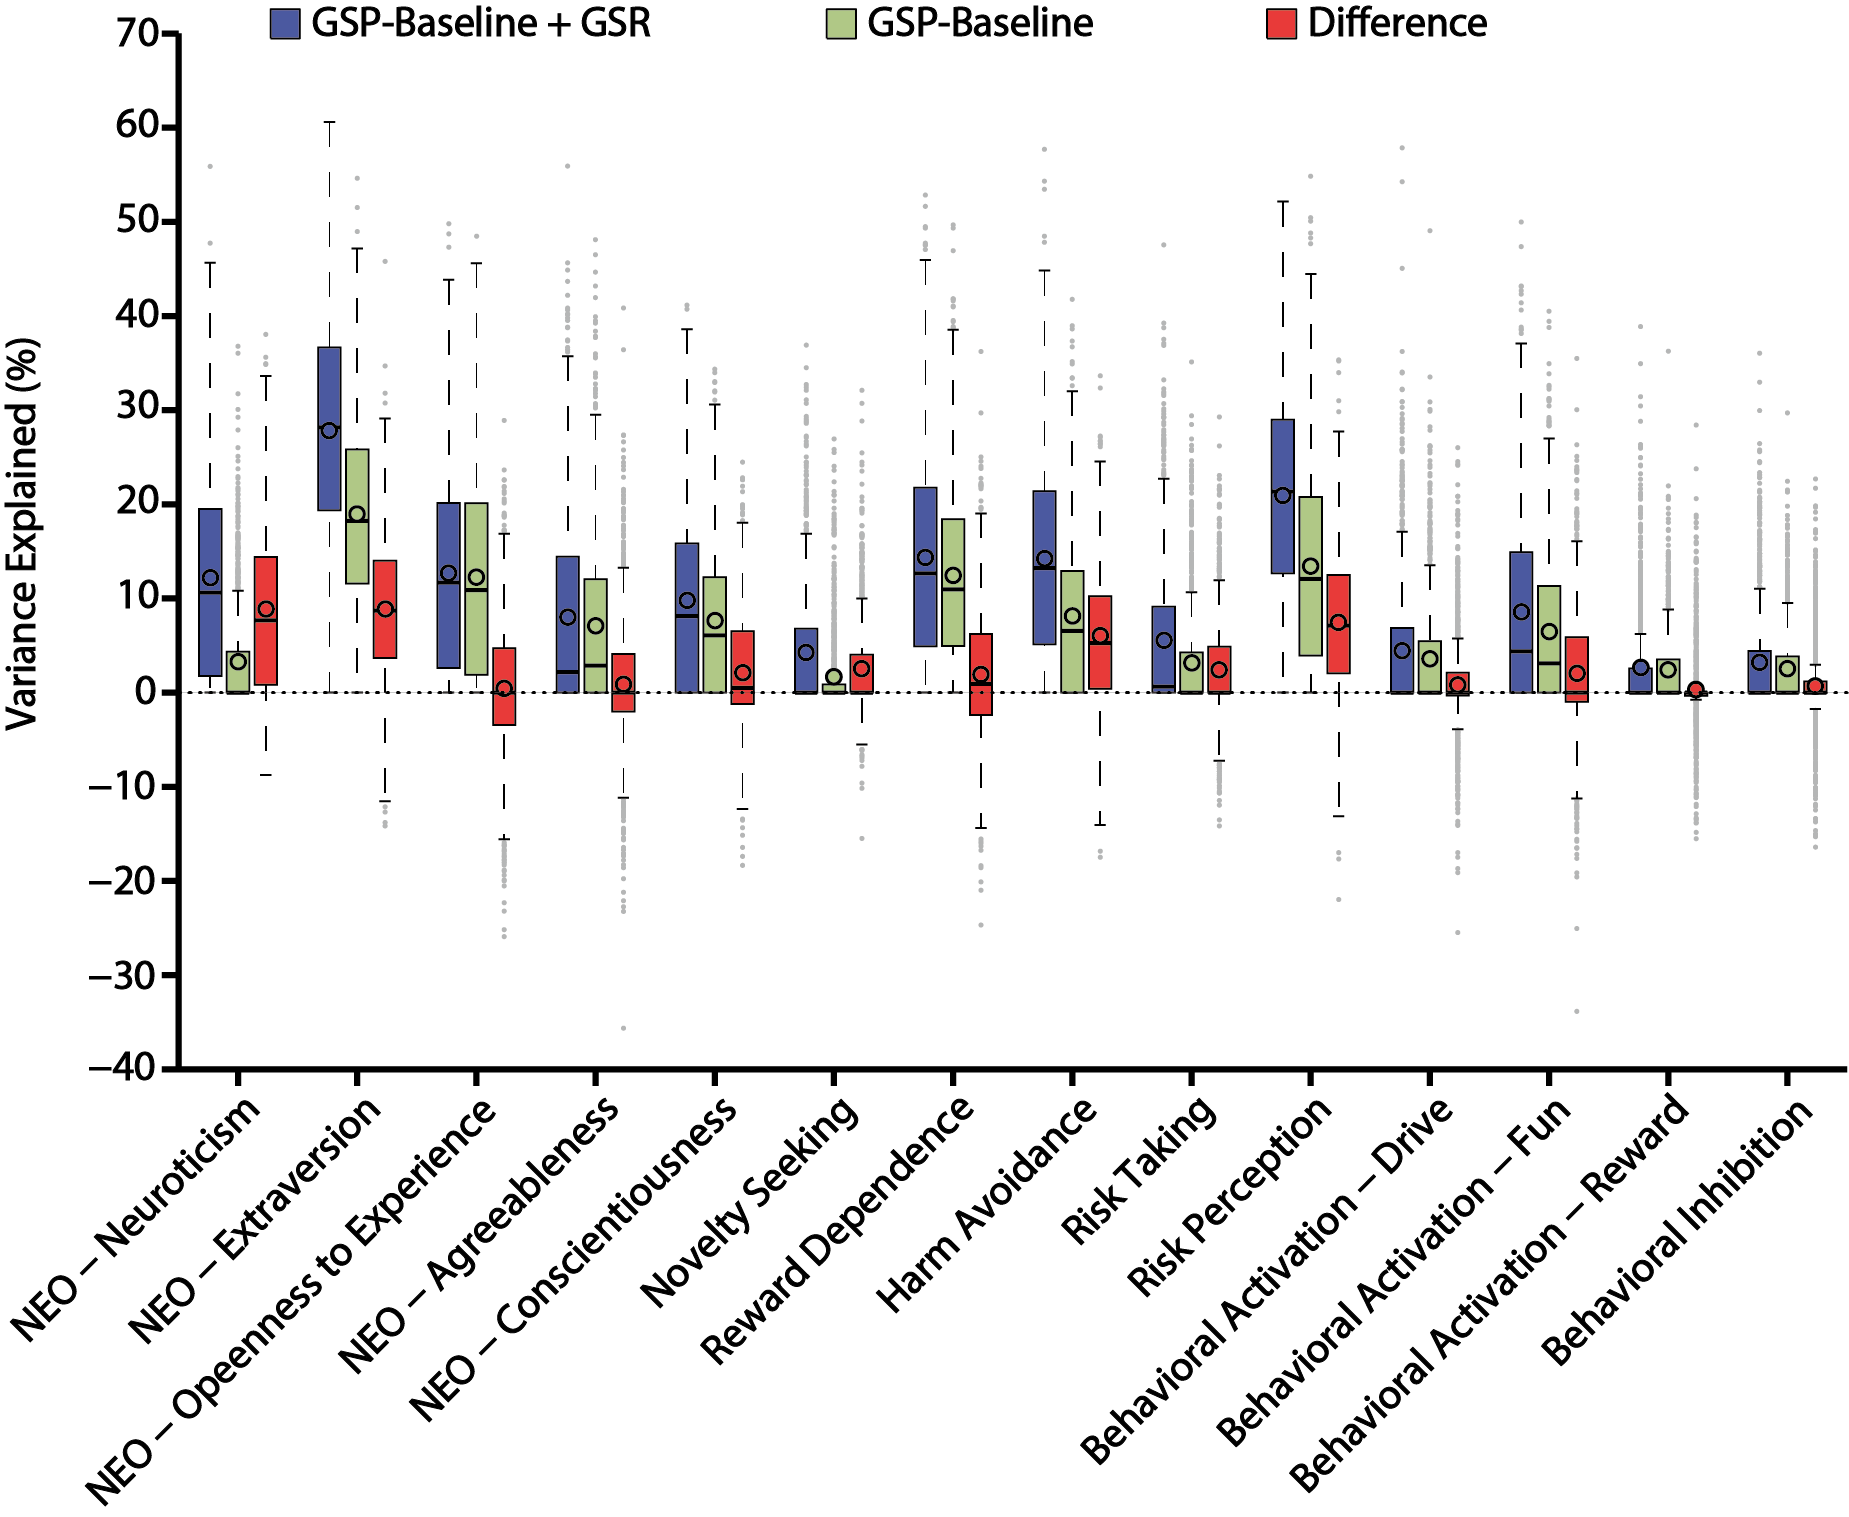 GSP-Baseline + GSR
GSP-Baseline
Difference
Variance Explained (%)
70
60
50
40
30
20
10
0
−10
−20
−30
−40
NEO – Neuroticism
NEO – Extraversion
NEO – Opeenness to Experience
NEO – Agreeableness
NEO – Conscientiousness
Novelty Seeking
Reward Dependence
Harm Avoidance
Risk Taking
Risk Perception
Behavioral Activation – Drive
Behavioral Activation – Fun
Behavioral Activation – Reward
Behavioral Inhibition